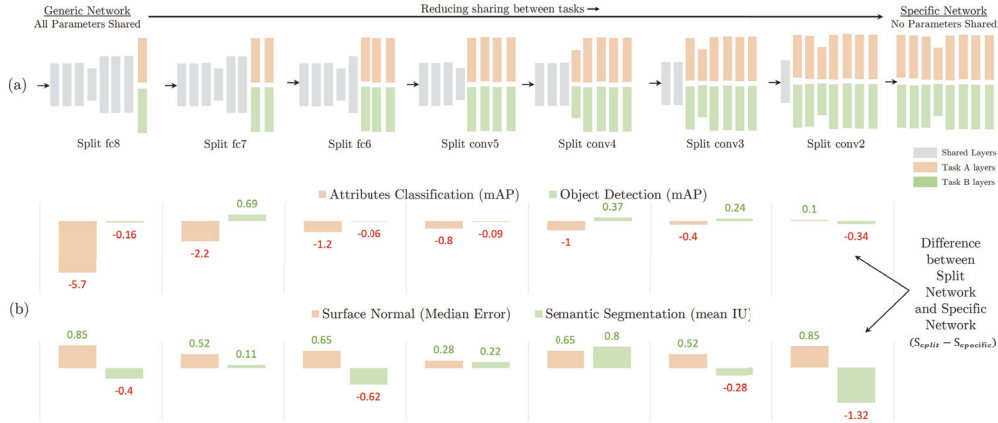 Generic Network
All Parameters Shared
Reducing sharing between tasks →
Specific Network
No Parameters Shared
(a)
Split fc8
Split fc7
Split fc6
Split conv5
Split conv4
Split conv3
Split conv2
Shared Layers
Task A layers
Task B layers
Attributes Classification (mAP)
Object Detection (mAP)
-5.7
-0.16
-2.2
0.69
-1.2
-0.06
-0.8
-0.09
-1
0.37
-0.4
0.24
0.1
-0.34
Difference
between
Split
Network
and Specific
Network
(S_split − S_specific)
(b)
Surface Normal (Median Error)
Semantic Segmentation (mean IU)
0.85
-0.4
0.52
0.11
0.65
-0.62
0.28
0.22
0.65
0.8
0.52
-0.28
0.85
-1.32